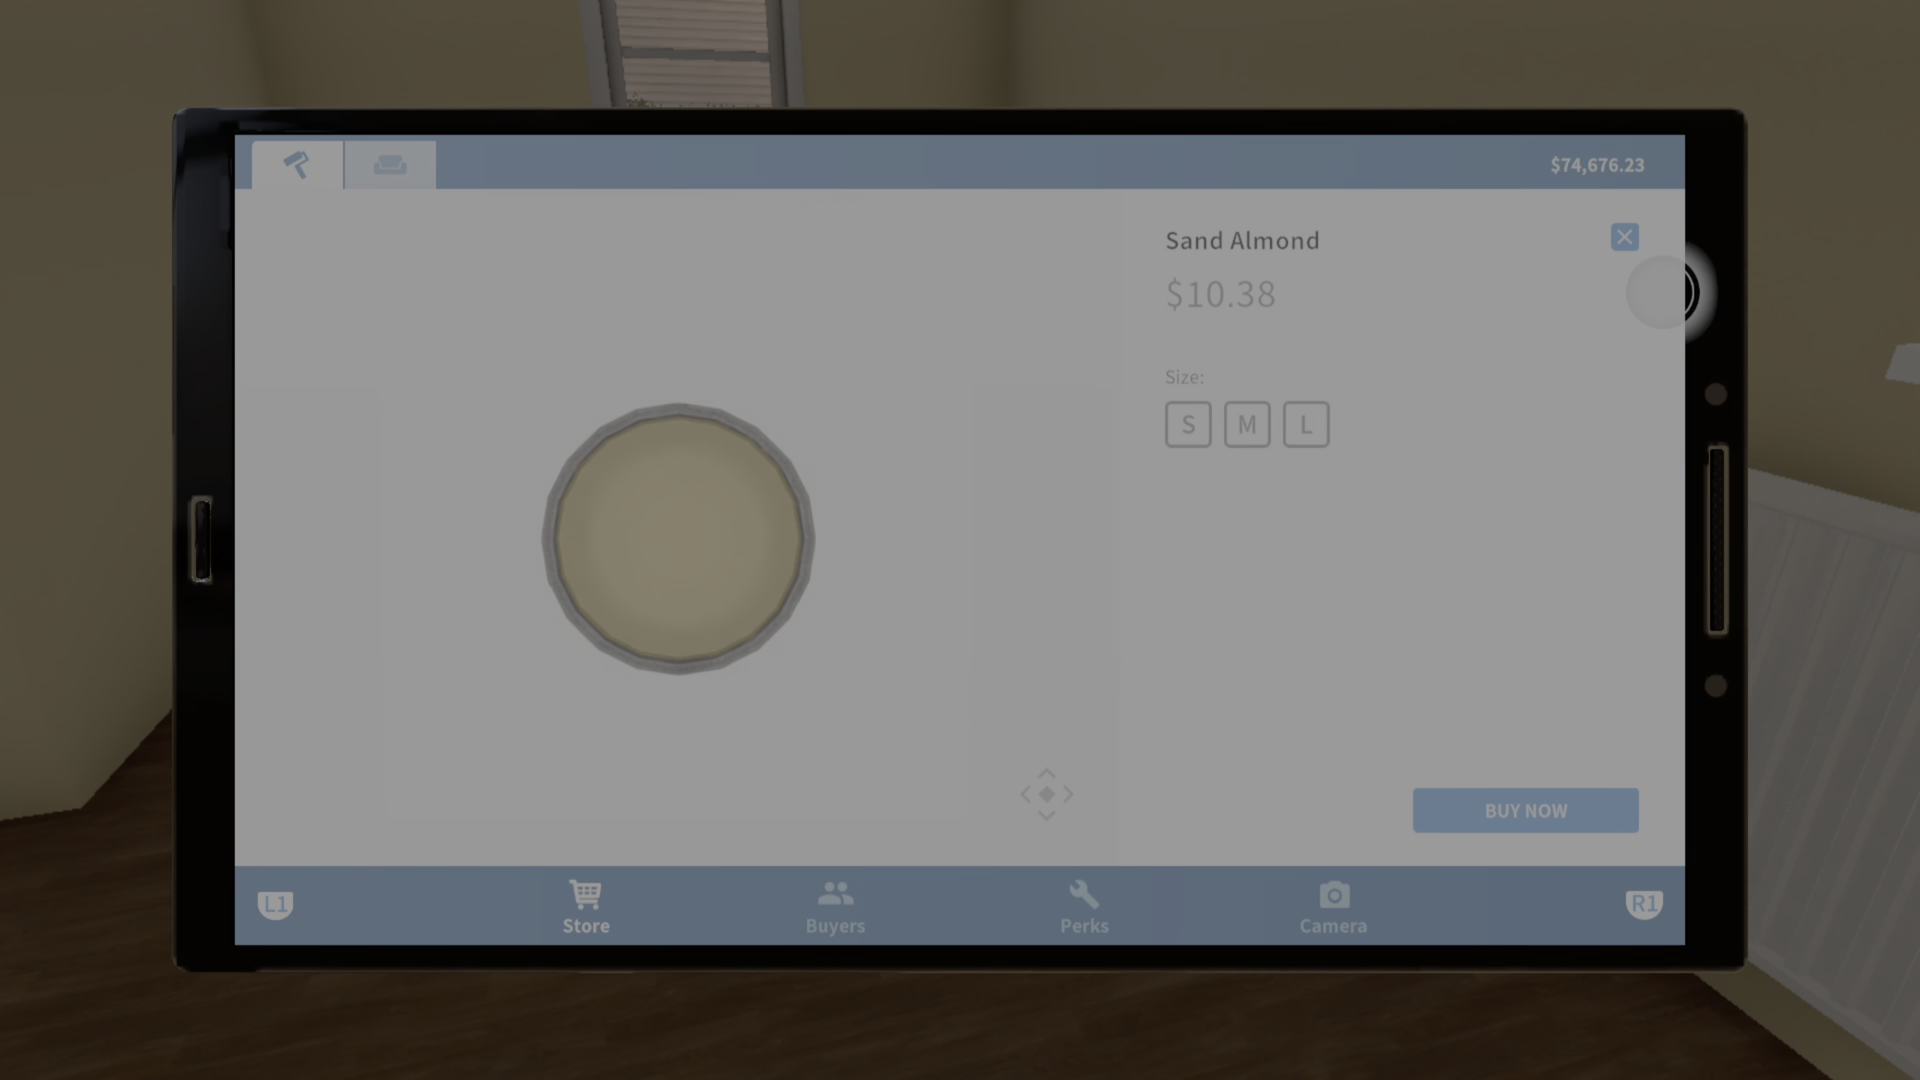 $74,676.23
Sand Almond
$10.38
Size:
S M L
BUY NOW
L1
Store
Buyers
Perks
Camera
R1